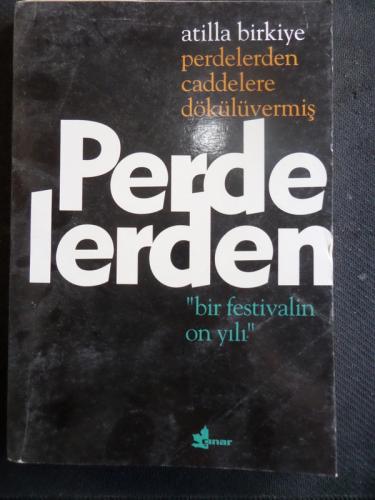 atilla birkiye
perdelerden
caddelere
dökülüvermiş
Perde
lerden
"bir festivalin
on yılı"
çınar